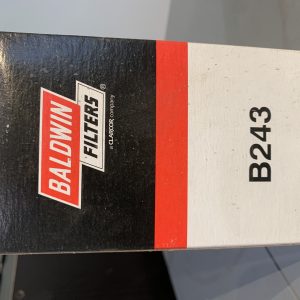 BALDWIN
FILTERS®
a CLARCOR company
B243